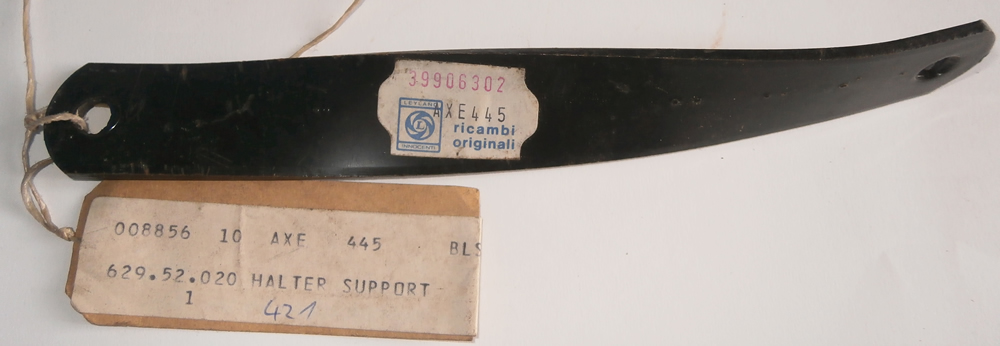 39906302
AXE445
LEYLAND
L
INNOCENTI
ricambi
originali
008856 10 AXE 445 BLS
629.52.020 HALTER SUPPORT
1
421